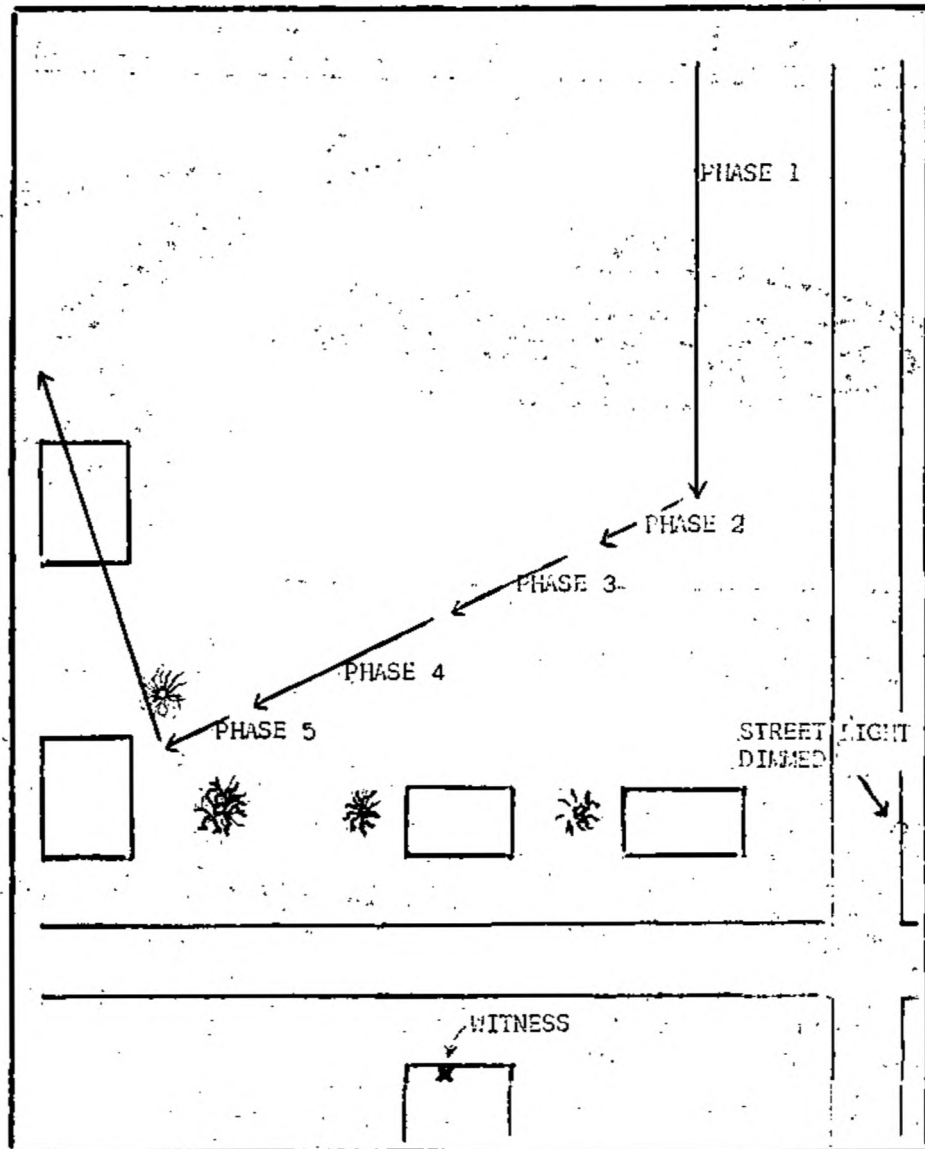 PHASE 1
PHASE 2
PHASE 3
PHASE 4
PHASE 5
STREET LIGHT
DIMMED
WITNESS
X